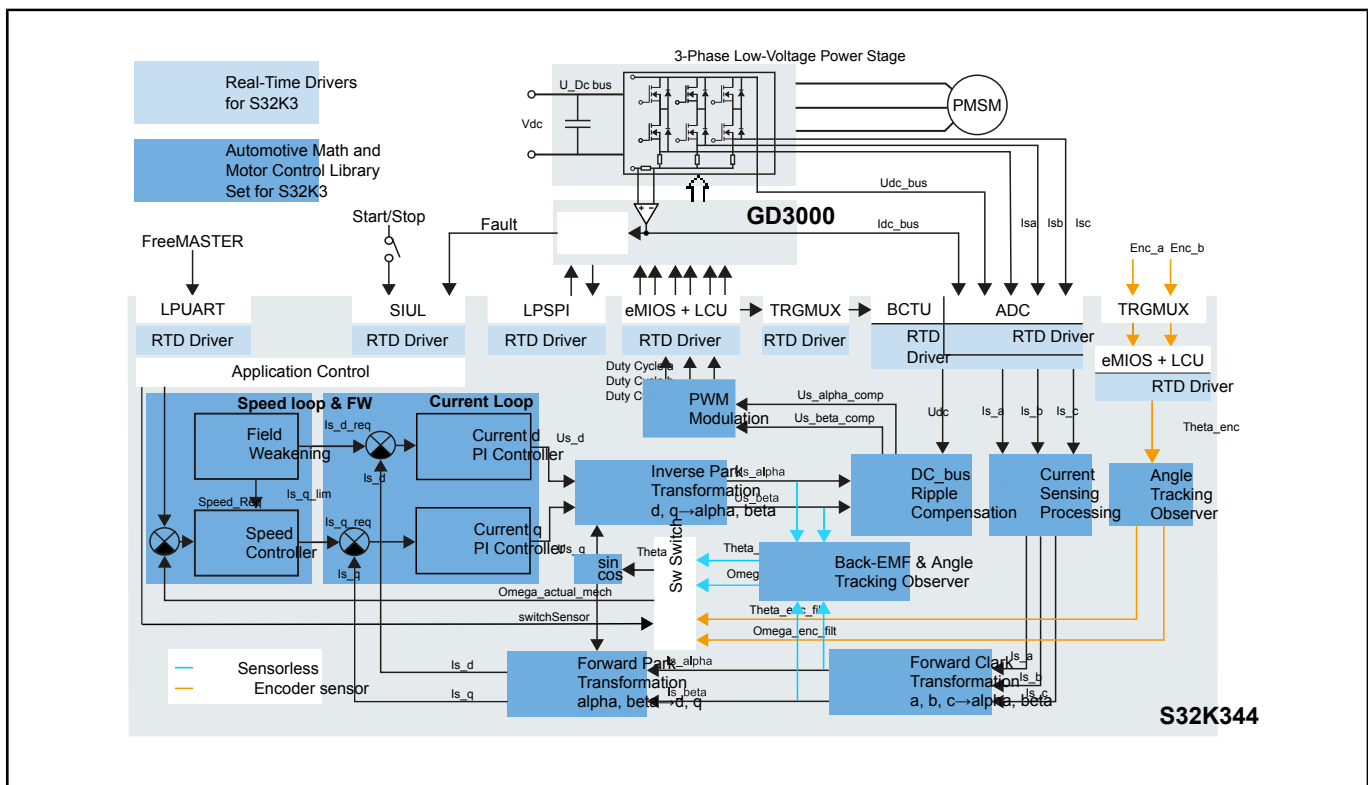 3-Phase Low-Voltage Power Stage
Real-Time Drivers
for S32K3
U_Dc bus
Vdc
PMSM
Automotive Math and
Motor Control Library
Set for S32K3
Udc_bus
GD3000
Start/Stop
Fault
Idc_bus
Isa
Isb
Isc
FreeMASTER
Enc_a
Enc_b
LPUART
RTD Driver
SIUL
RTD Driver
LPSPI
RTD Driver
eMIOS + LCU
RTD Driver
TRGMUX
RTD Driver
BCTU
RTD
Driver
ADC
RTD Driver
TRGMUX
eMIOS + LCU
RTD Driver
Application Control
Duty Cycle a
Duty Cycle b
Duty C
PWM
Modulation
Us_alpha_comp
Us_beta_comp
Udc
Is_a
Is_b
Is_c
Theta_enc
Speed loop & FW
Current Loop
Field
Weakening
Is_d_req
Is_d
Current d
PI Controller
Us_d
Speed_Req
Is_q_lim
Speed
Controller
Is_q_req
Is_q
Current q
PI Controller
Us_q
Inverse Park
Transformation
d, q→alpha, beta
Us_alpha
Us_beta
DC_bus
Ripple
Compensation
Current
Sensing
Processing
Angle
Tracking
Observer
sin
cos
Theta
Sw Switch
Theta_
Omeg
Back-EMF & Angle
Tracking Observer
Omega_actual_mech
switchSensor
Theta_enc_filt
Omega_enc_filt
Sensorless
Encoder sensor
Is_d
Is_q
Forward Park
Transformation
alpha, beta→d, q
Is_alpha
Is_beta
Forward Clark
Transformation
a, b, c→alpha, beta
Is_a
Is_b
Is_c
S32K344